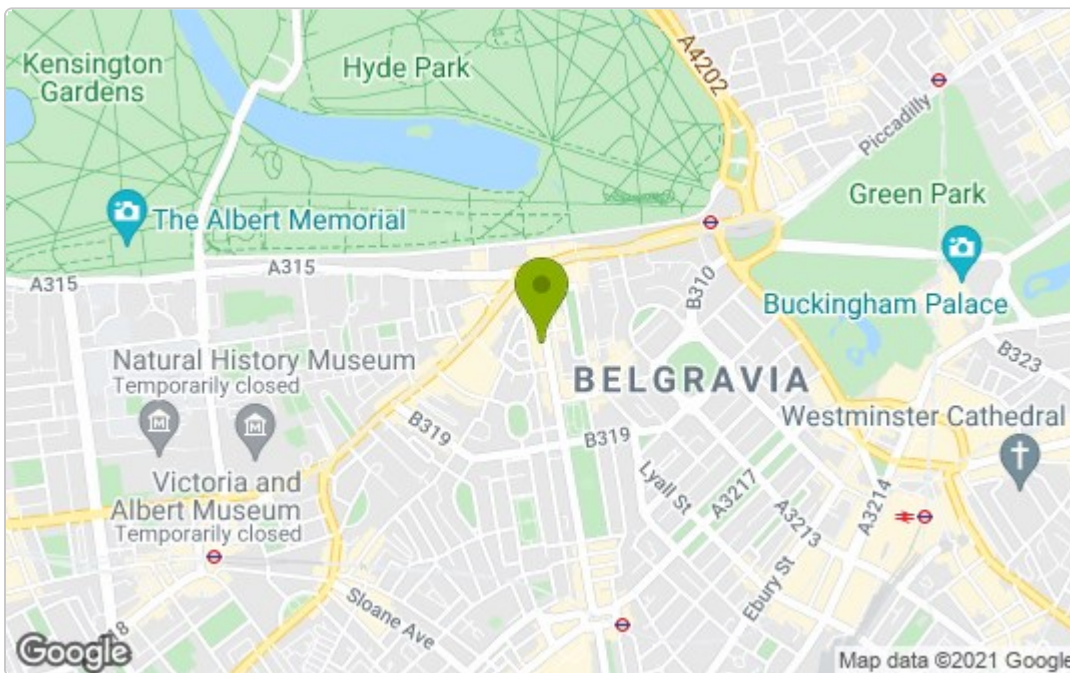 Kensington
Gardens
Hyde Park
A4202
Piccadilly
Green Park
The Albert Memorial
A315
A315
B310
Buckingham Palace
B323
Natural History Museum
Temporarily closed
BELGRAVIA
Westminster Cathedral
B319
B319
Lyall St
A3217
A3214
A3213
Victoria and
Albert Museum
Temporarily closed
Ebury St
Sloane Ave
Google
Map data ©2021 Google